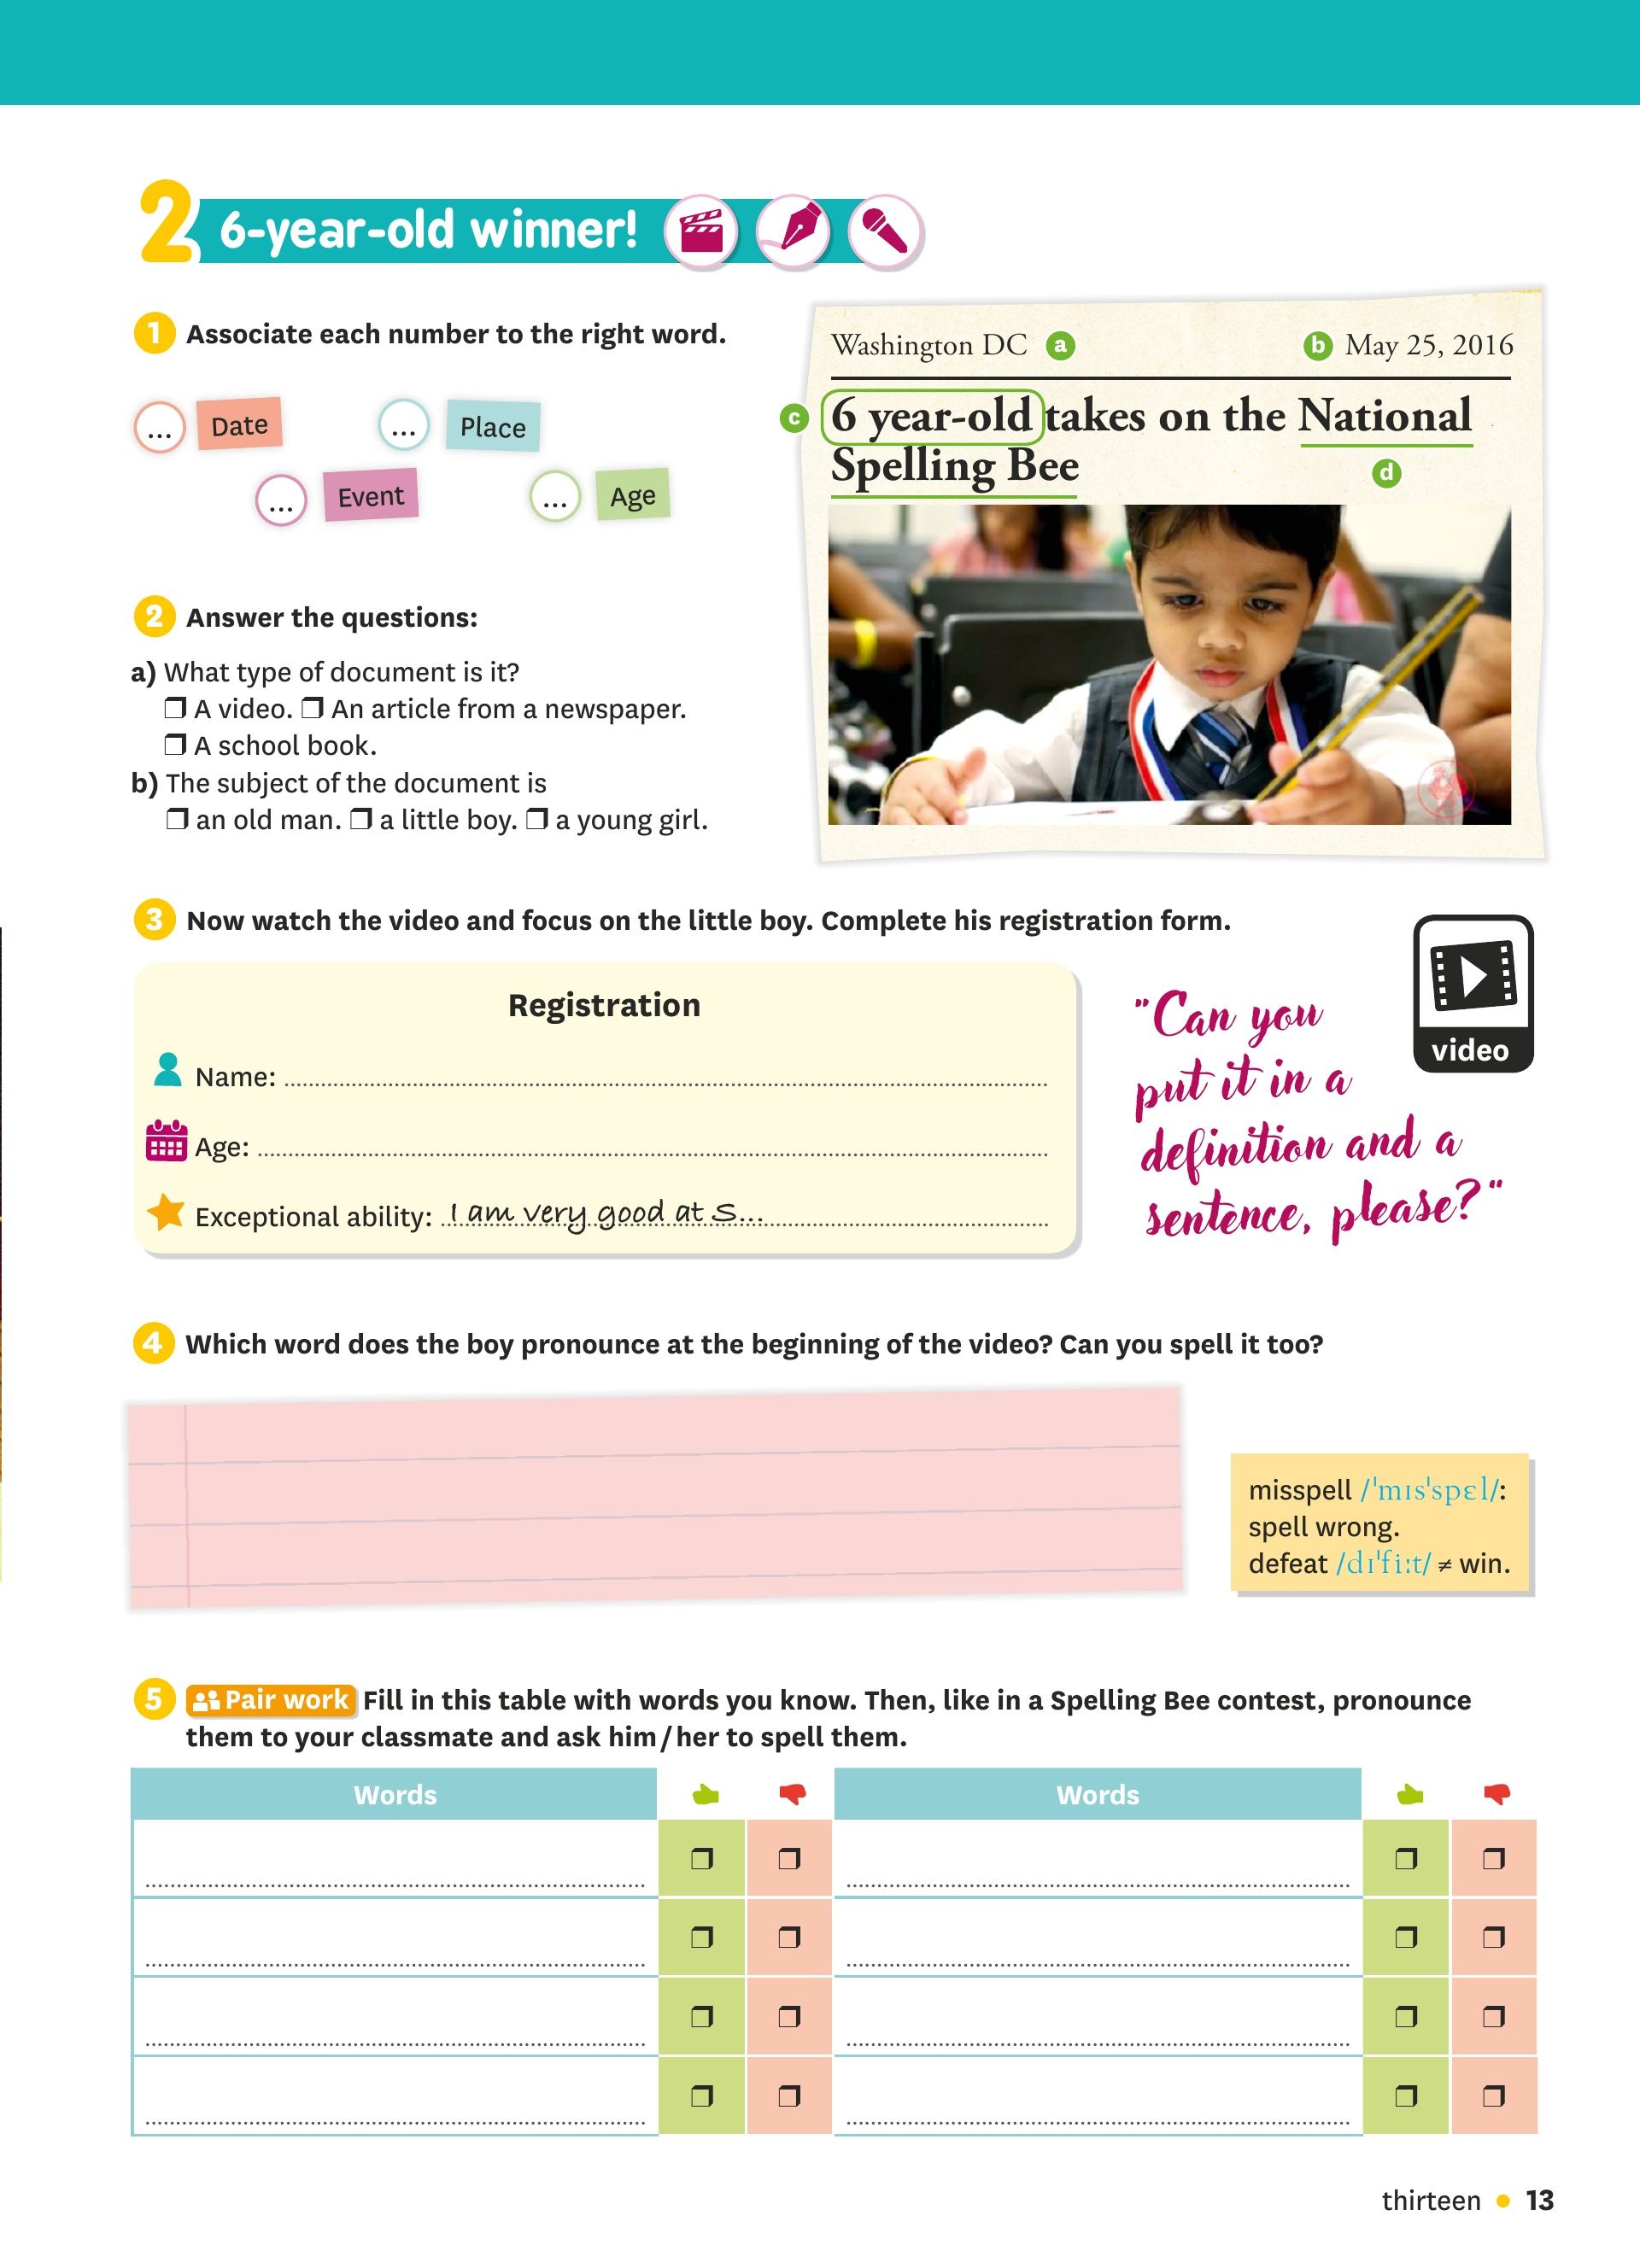 2 6-year-old winner!
1 Associate each number to the right word.
... Date
... Place
... Event
... Age
Washington DC a
b May 25, 2016
c 6 year-old takes on the National
Spelling Bee
d
2 Answer the questions:
a) What type of document is it?
❒ A video. ❒ An article from a newspaper.
❒ A school book.
b) The subject of the document is
❒ an old man. ❒ a little boy. ❒ a young girl.
3 Now watch the video and focus on the little boy. Complete his registration form.
Registration
Name:
Age:
Exceptional ability: I am very good at s...
"Can you
put it in a
definition and a
sentence, please?"
video
4 Which word does the boy pronounce at the beginning of the video? Can you spell it too?
misspell /ˈmɪsˈspɛl/:
spell wrong.
defeat /dɪˈfiːt/ ≠ win.
5 Pair work Fill in this table with words you know. Then, like in a Spelling Bee contest, pronounce
them to your classmate and ask him/her to spell them.
Words Words
thirteen • 13